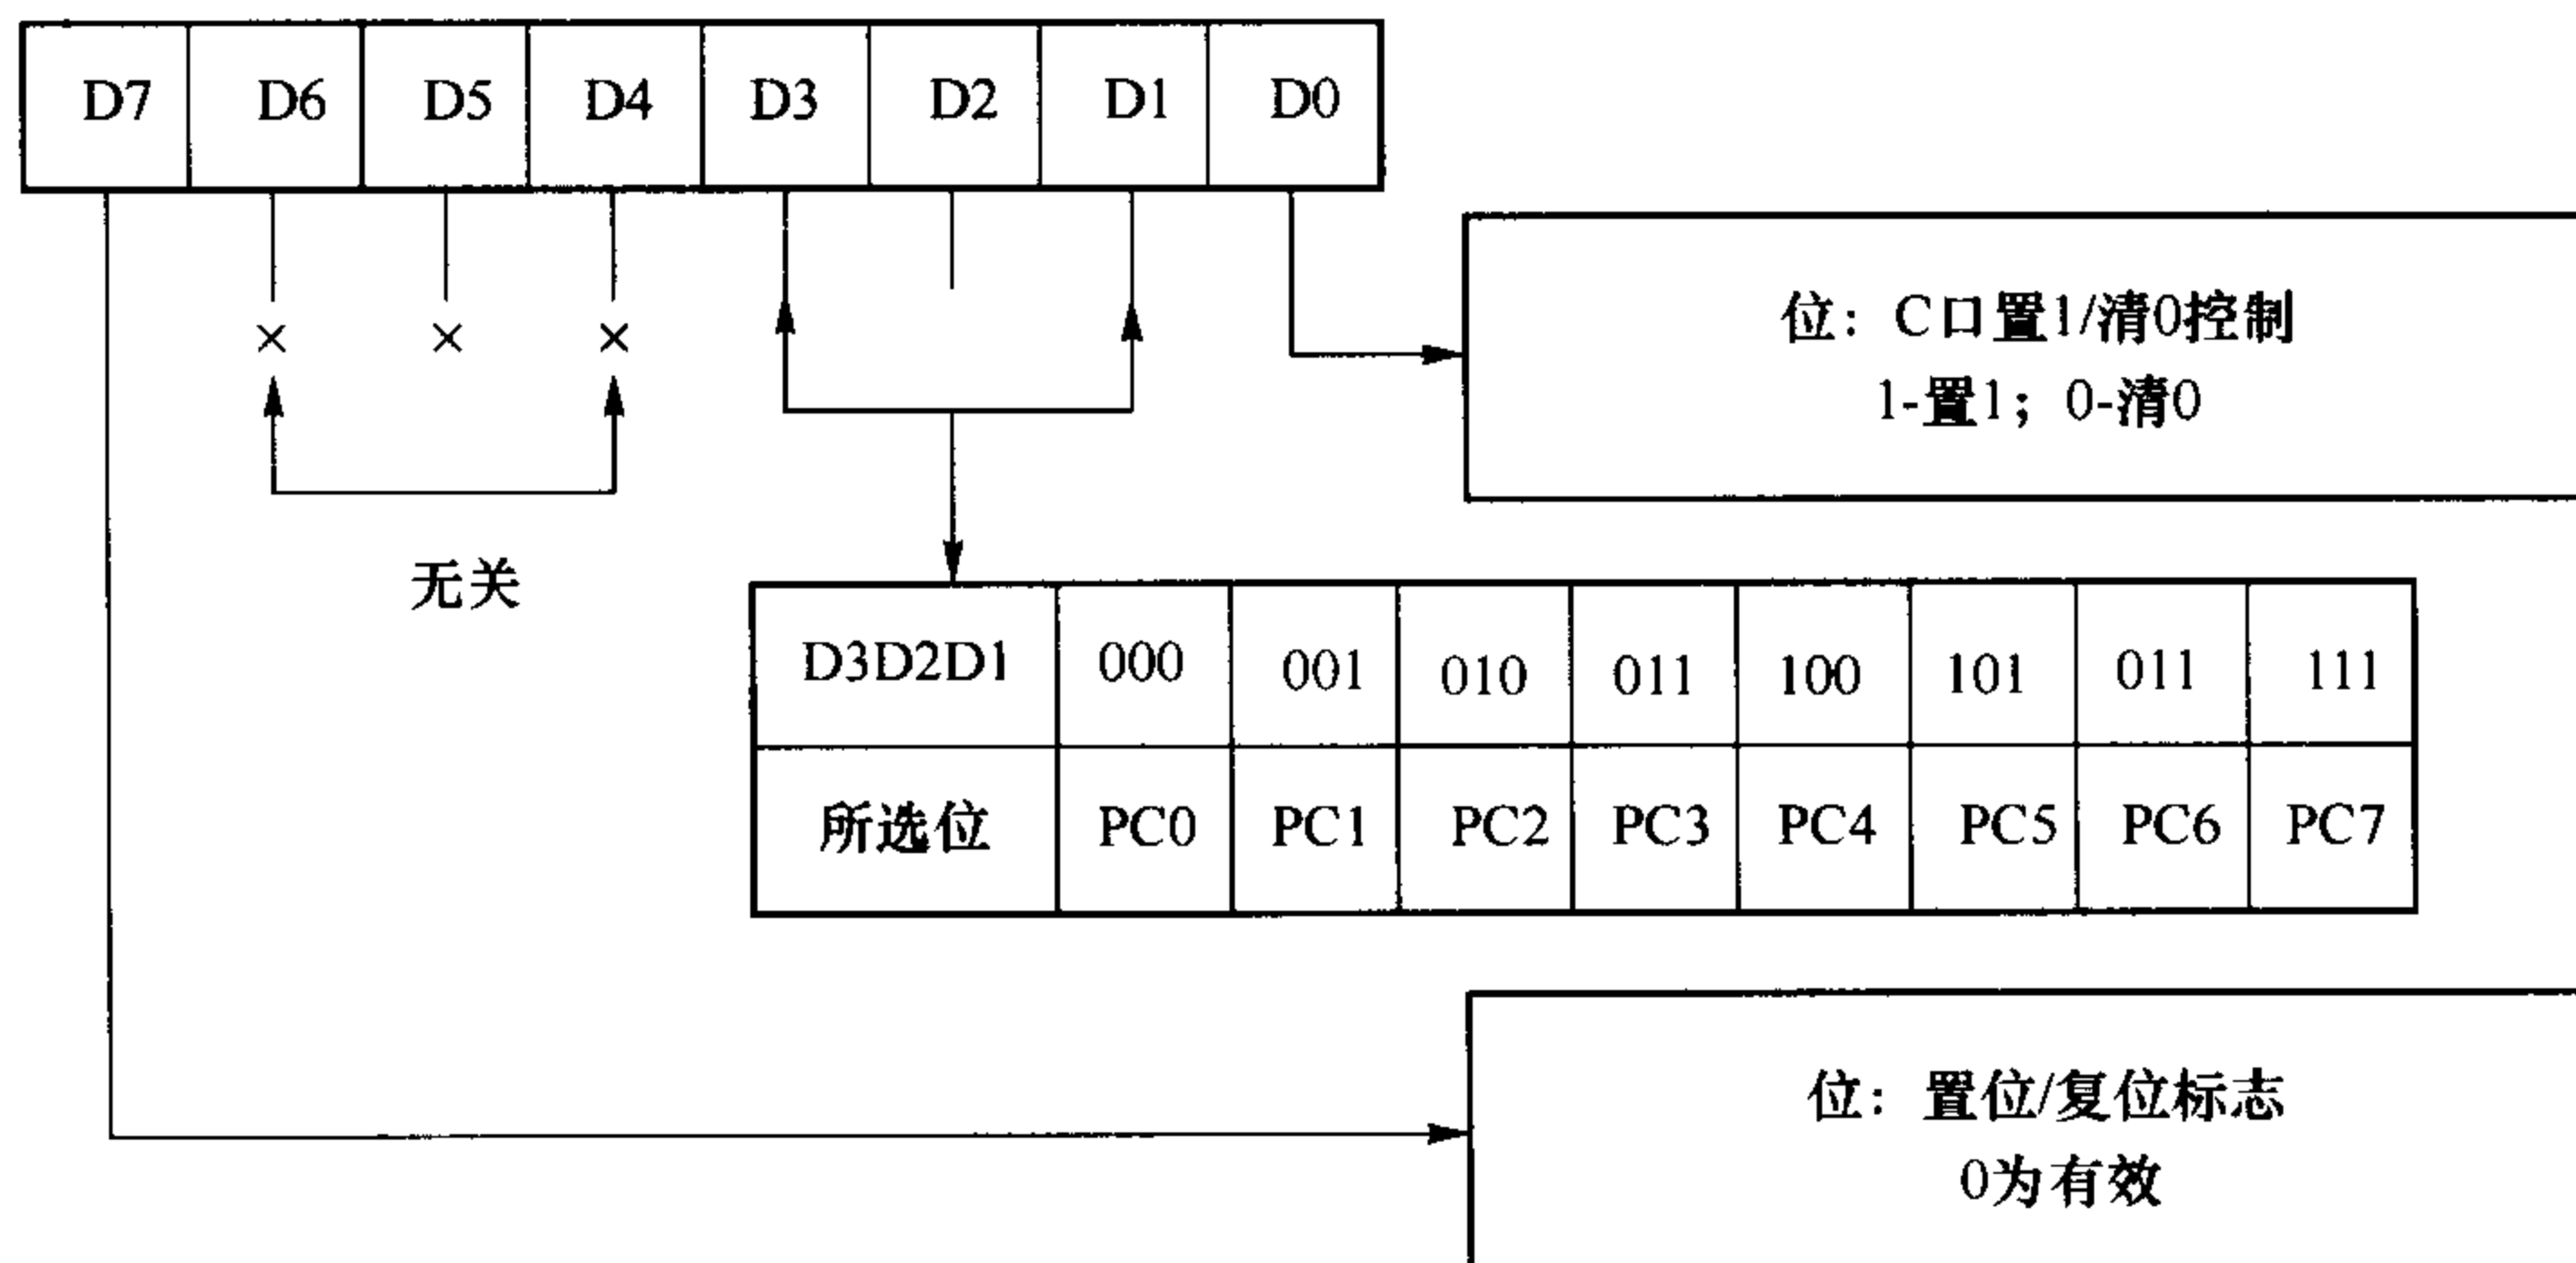 D7 D6 D5 D4 D3 D2 D1 D0
位：C口置1/清0控制
1-置1；0-清0
× × ×
无关
D3D2D1 000 001 010 011 100 101 011 111
所选位 PC0 PC1 PC2 PC3 PC4 PC5 PC6 PC7
位：置位/复位标志
0为有效